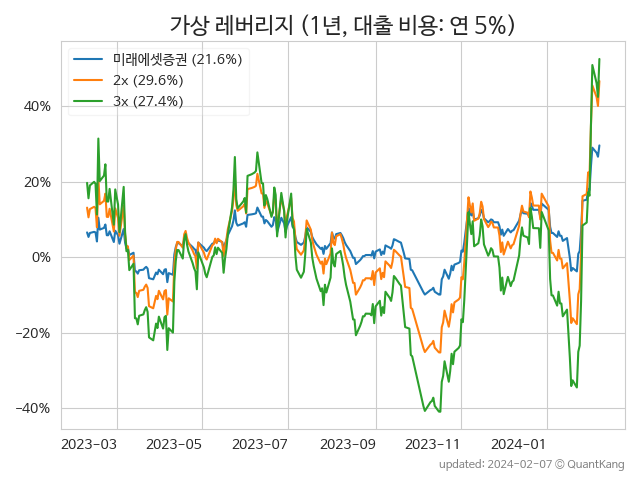 가상 레버리지 (1년, 대출 비용: 연 5%)
미래에셋증권 (21.6%)
2x (29.6%)
3x (27.4%)
40%
20%
0%
−20%
−40%
2023-03 2023-05 2023-07 2023-09 2023-11 2024-01
updated: 2024-02-07 © QuantKang